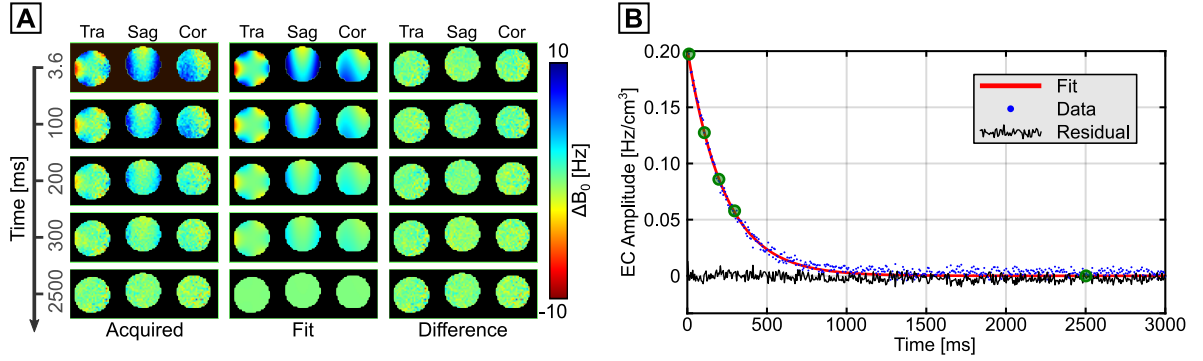 A
Tra Sag Cor Tra Sag Cor Tra Sag Cor
3.6
100
200
300
2500
Time [ms]
Acquired Fit Difference
10
ΔB0 [Hz]
-10
B
0.20
0.15
0.10
0.05
0
EC Amplitude [Hz/cm³]
Fit
Data
Residual
0 500 1000 1500 2000 2500 3000
Time [ms]